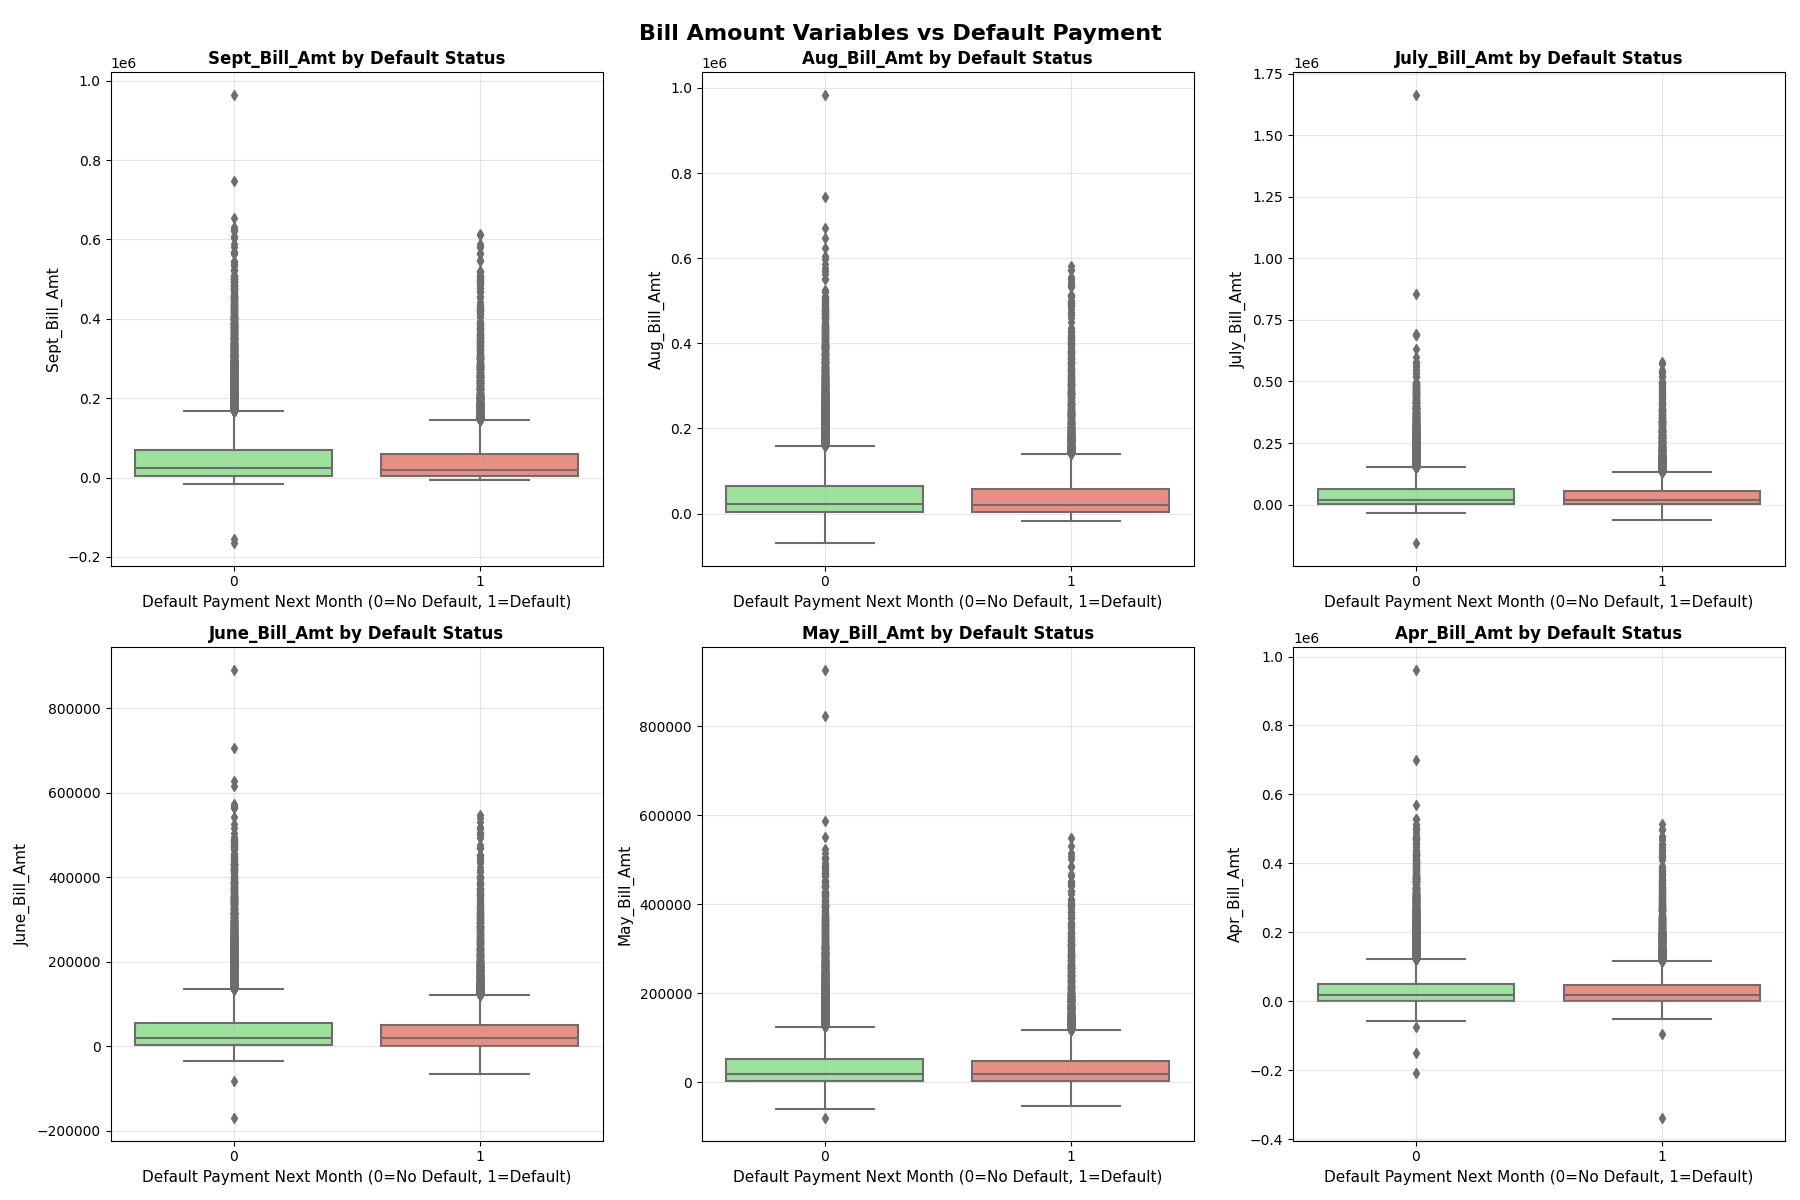 Bill Amount Variables vs Default Payment
Sept_Bill_Amt by Default Status
1e6
1.0
0.8
0.6
0.4
0.2
0.0
−0.2
Sept_Bill_Amt
0 1
Default Payment Next Month (0=No Default, 1=Default)
Aug_Bill_Amt by Default Status
1e6
1.0
0.8
0.6
0.4
0.2
0.0
Aug_Bill_Amt
0 1
Default Payment Next Month (0=No Default, 1=Default)
July_Bill_Amt by Default Status
1e6
1.75
1.50
1.25
1.00
0.75
0.50
0.25
0.00
July_Bill_Amt
0 1
Default Payment Next Month (0=No Default, 1=Default)
June_Bill_Amt by Default Status
800000
600000
400000
200000
0
−200000
June_Bill_Amt
0 1
Default Payment Next Month (0=No Default, 1=Default)
May_Bill_Amt by Default Status
800000
600000
400000
200000
0
May_Bill_Amt
0 1
Default Payment Next Month (0=No Default, 1=Default)
Apr_Bill_Amt by Default Status
1e6
1.0
0.8
0.6
0.4
0.2
0.0
−0.2
−0.4
Apr_Bill_Amt
0 1
Default Payment Next Month (0=No Default, 1=Default)